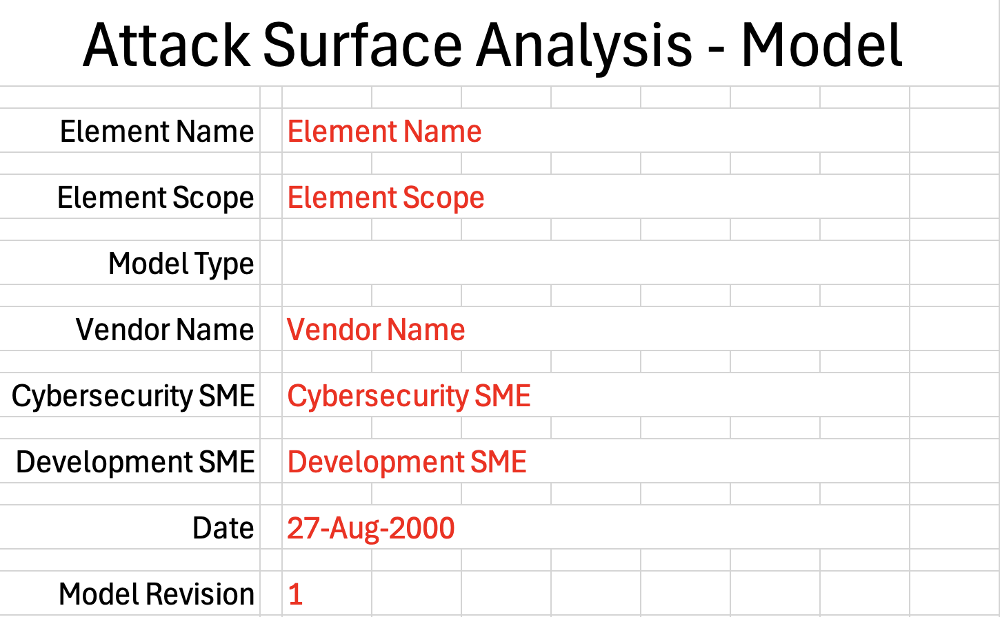 Attack Surface Analysis - Model
Element Name Element Name
Element Scope Element Scope
Model Type
Vendor Name Vendor Name
Cybersecurity SME Cybersecurity SME
Development SME Development SME
Date 27-Aug-2000
Model Revision 1